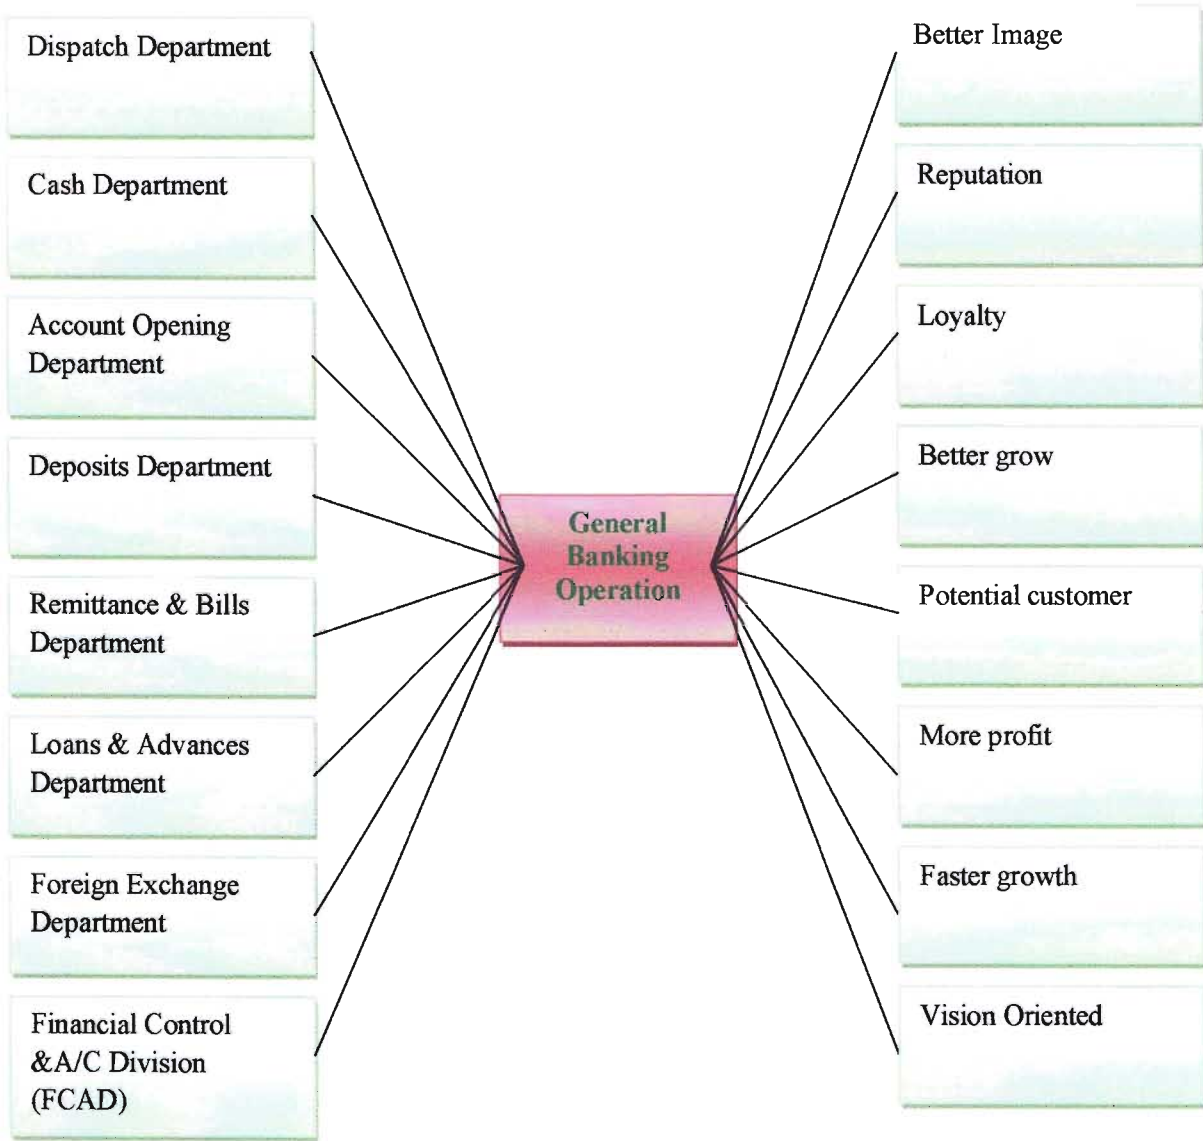 Dispatch Department
Cash Department
Account Opening
Department
Deposits Department
Remittance & Bills
Department
Loans & Advances
Department
Foreign Exchange
Department
Financial Control
&A/C Division
(FCAD)
General
Banking
Operation
Better Image
Reputation
Loyalty
Better grow
Potential customer
More profit
Faster growth
Vision Oriented